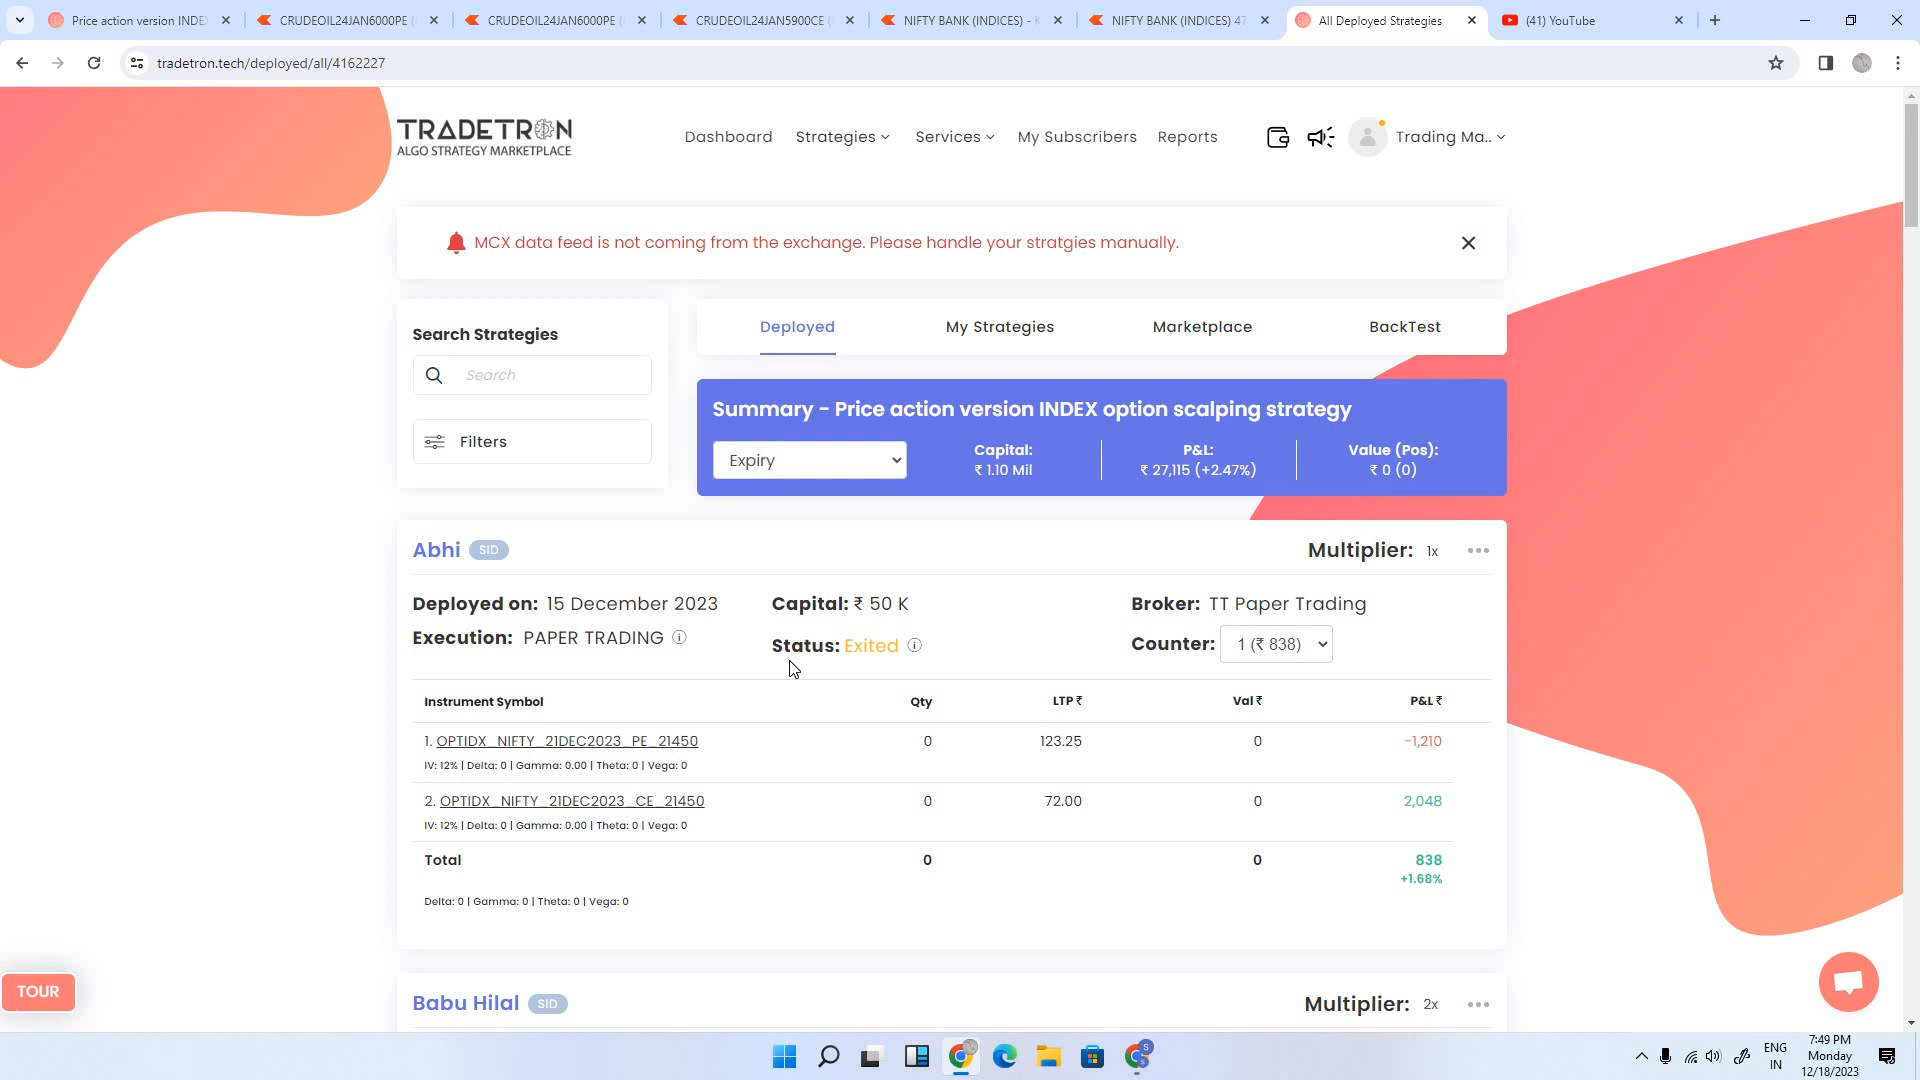 Price action version INDE
CRUDEOIL24JAN6000PE (
CRUDEOIL24JAN6000PE (
CRUDEOIL24JAN5900CE (
NIFTY BANK (INDICES) - K
NIFTY BANK (INDICES) 47
All Deployed Strategies
(41) YouTube
tradetron.tech/deployed/all/4162227
TRADETRON
ALGO STRATEGY MARKETPLACE
Dashboard
Strategies
Services
My Subscribers
Reports
Trading Ma..
MCX data feed is not coming from the exchange. Please handle your stratgies manually.
Search Strategies
Search
Filters
Deployed
My Strategies
Marketplace
BackTest
Summary - Price action version INDEX option scalping strategy
Expiry
Capital:
₹ 1.10 Mil
P&L:
₹ 27,115 (+2.47%)
Value (Pos):
₹ 0 (0)
Abhi SID
Multiplier: 1x
Deployed on: 15 December 2023
Capital: ₹ 50 K
Broker: TT Paper Trading
Execution: PAPER TRADING
Status: Exited
Counter: 1 (₹ 838)
Instrument Symbol Qty LTP ₹ Val ₹ P&L ₹
1. OPTIDX_NIFTY_21DEC2023_PE_21450 0 123.25 0 -1,210
IV: 12% | Delta: 0 | Gamma: 0.00 | Theta: 0 | Vega: 0
2. OPTIDX_NIFTY_21DEC2023_CE_21450 0 72.00 0 2,048
IV: 12% | Delta: 0 | Gamma: 0.00 | Theta: 0 | Vega: 0
Total 0 0 838
+1.68%
Delta: 0 | Gamma: 0 | Theta: 0 | Vega: 0
TOUR
Babu Hilal SID
Multiplier: 2x
ENG
IN
7:49 PM
Monday
12/18/2023